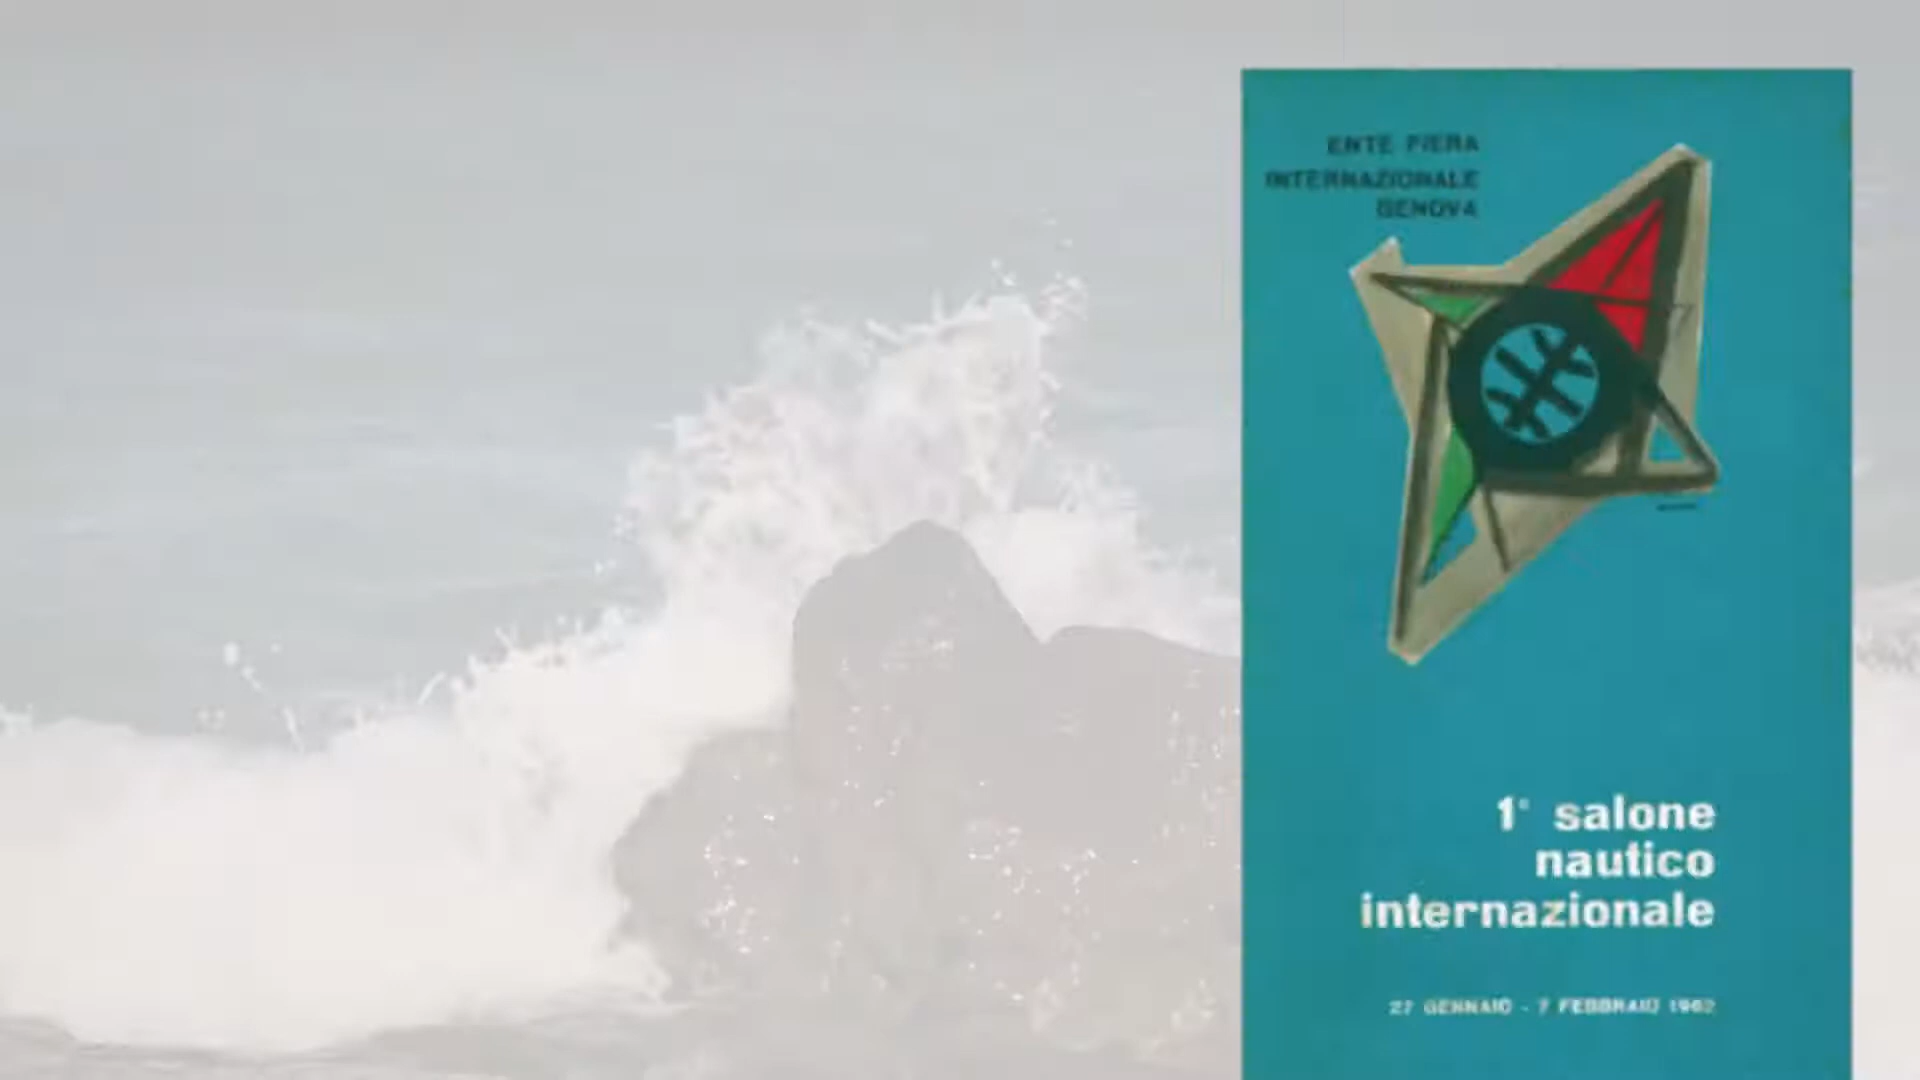 ENTE FIERA
INTERNAZIONALE
GENOVA
1° salone
nautico
internazionale
27 GENNAIO - 7 FEBBRAIO 1962